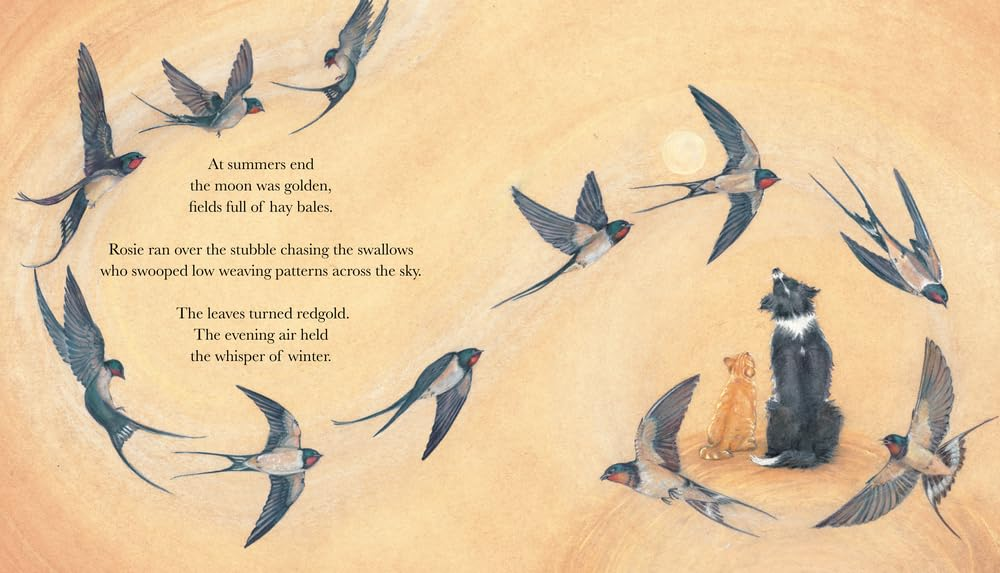 At summers end
the moon was golden,
fields full of hay bales.
Rosie ran over the stubble chasing the swallows
who swooped low weaving patterns across the sky.
The leaves turned redgold.
The evening air held
the whisper of winter.